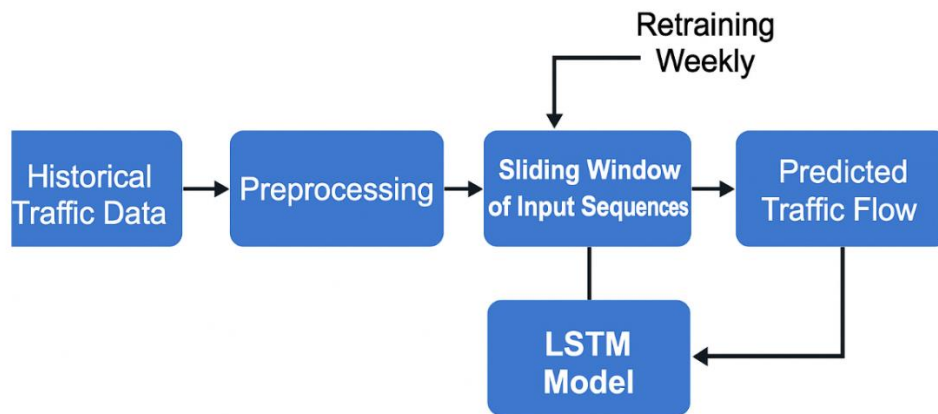 Retraining
Weekly
Historical
Traffic Data
Preprocessing
Sliding Window
of Input Sequences
Predicted
Traffic Flow
LSTM
Model